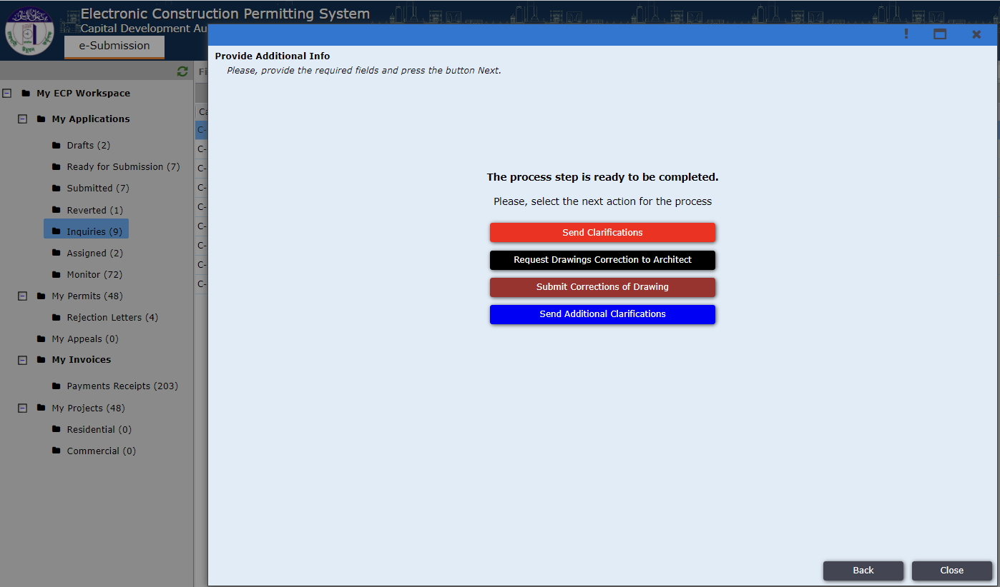 Electronic Construction Permitting System
Capital Development Au
e-Submission
Fi
My ECP Workspace
My Applications
Drafts (2)
Ready for Submission (7)
Submitted (7)
Reverted (1)
Inquiries (9)
Assigned (2)
Monitor (72)
My Permits (48)
Rejection Letters (4)
My Appeals (0)
My Invoices
Payments Receipts (203)
My Projects (48)
Residential (0)
Commercial (0)
Ca
C-
C-
C-
C-
C-
C-
C-
C-
C-
Provide Additional Info
Please, provide the required fields and press the button Next.
The process step is ready to be completed.
Please, select the next action for the process
Send Clarifications
Request Drawings Correction to Architect
Submit Corrections of Drawing
Send Additional Clarifications
Back
Close